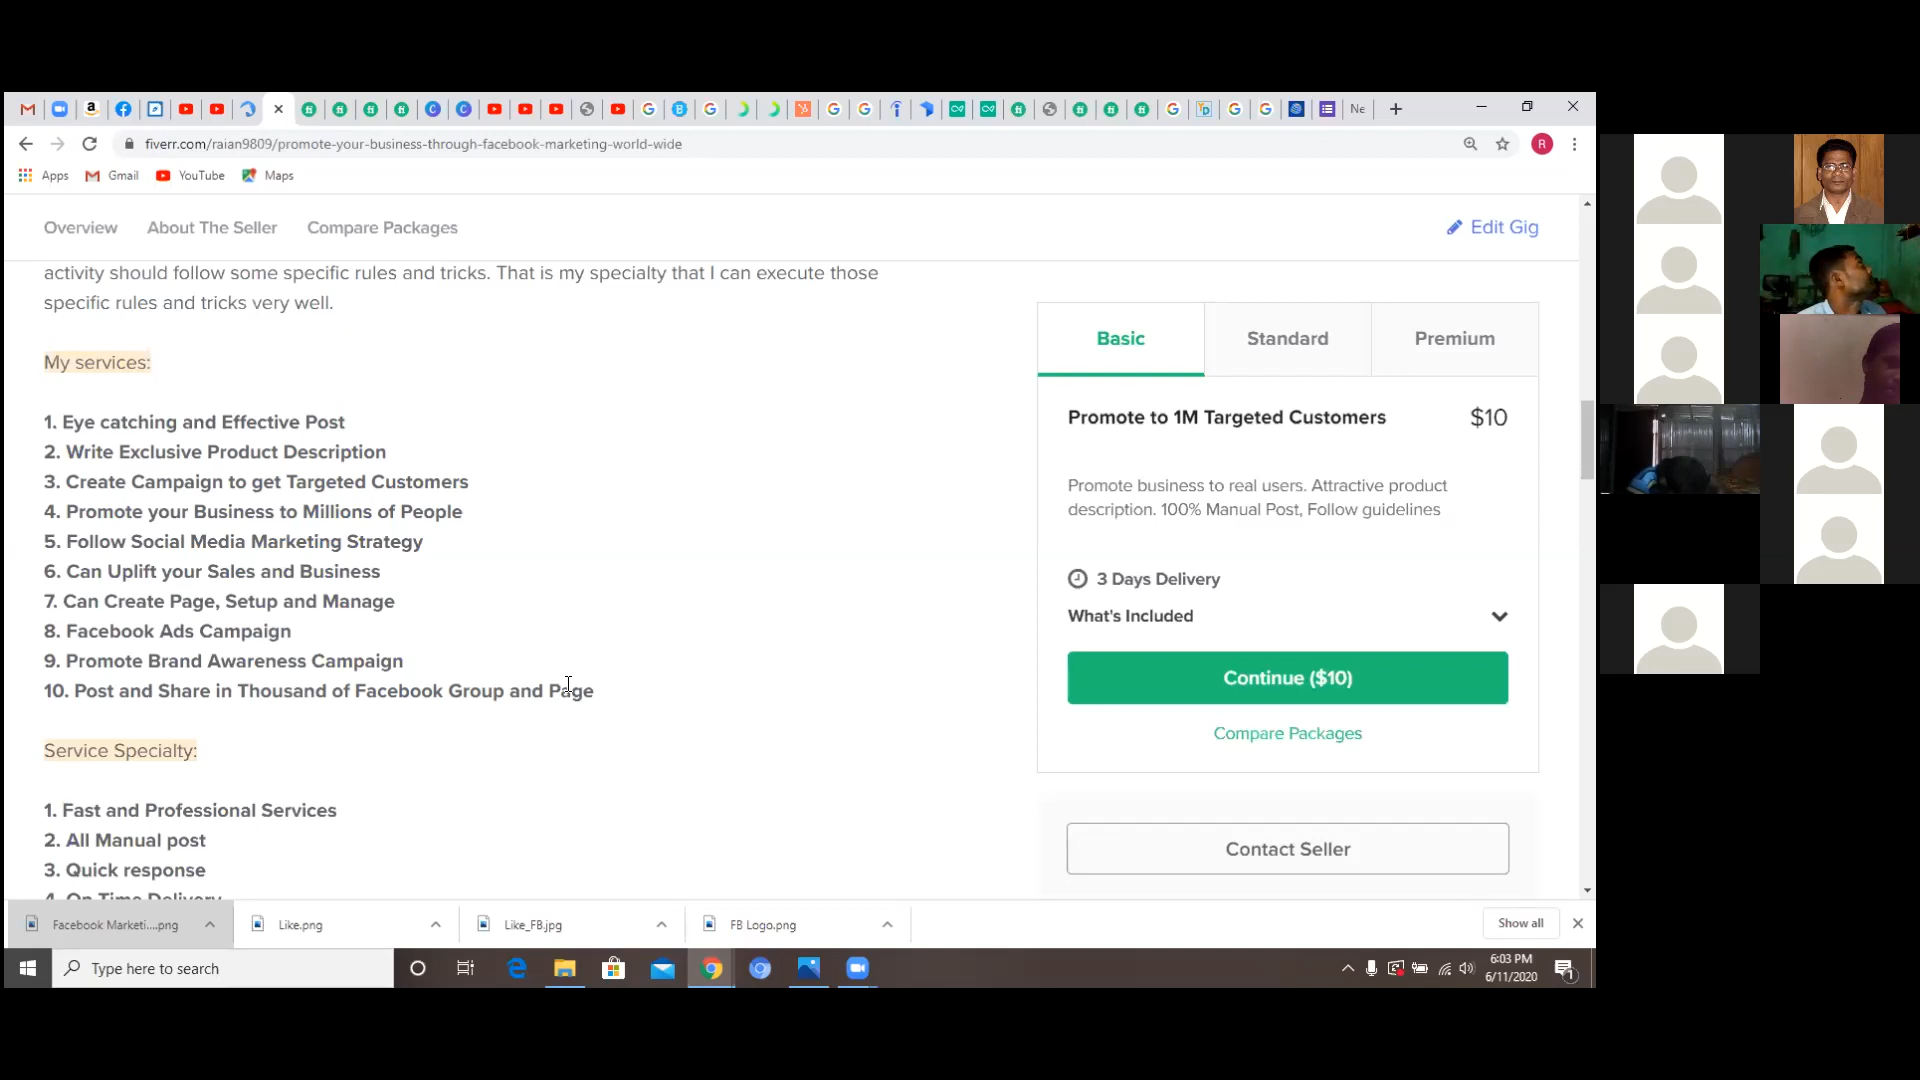 Ne
fiverr.com/raian9809/promote-your-business-through-facebook-marketing-world-wide
R
Apps Gmail YouTube Maps
Overview About The Seller Compare Packages
Edit Gig
activity should follow some specific rules and tricks. That is my specialty that I can execute those
specific rules and tricks very well.
My services:
1. Eye catching and Effective Post
2. Write Exclusive Product Description
3. Create Campaign to get Targeted Customers
4. Promote your Business to Millions of People
5. Follow Social Media Marketing Strategy
6. Can Uplift your Sales and Business
7. Can Create Page, Setup and Manage
8. Facebook Ads Campaign
9. Promote Brand Awareness Campaign
10. Post and Share in Thousand of Facebook Group and Page
Service Specialty:
1. Fast and Professional Services
2. All Manual post
3. Quick response
4. On Time Delivery
Basic Standard Premium
Promote to 1M Targeted Customers $10
Promote business to real users. Attractive product
description. 100% Manual Post, Follow guidelines
3 Days Delivery
What's Included
Continue ($10)
Compare Packages
Contact Seller
Facebook Marketi....png Like.png Like_FB.jpg FB Logo.png Show all
Type here to search
6:03 PM
6/11/2020
1